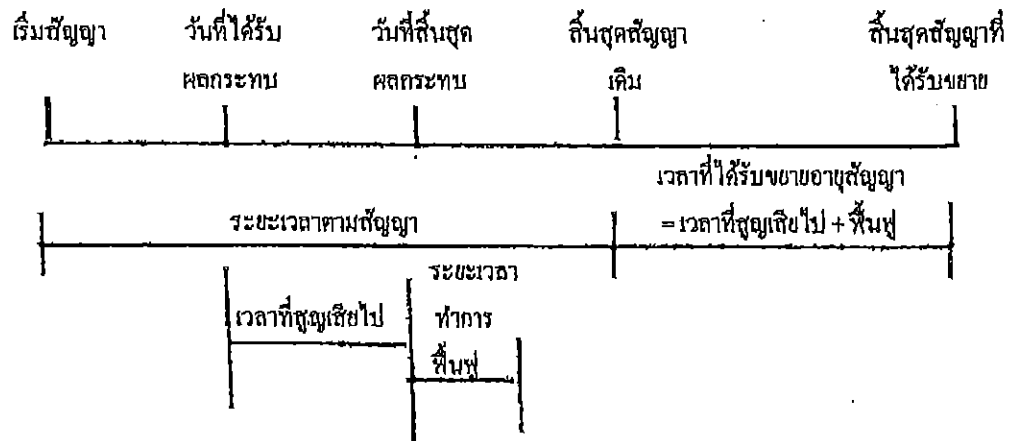 เริ่มสัญญา วันที่ได้รับ วันที่สิ้นสุด สิ้นสุดสัญญา สิ้นสุดสัญญาที่
ผลกระทบ ผลกระทบ เดิม ได้รับขยาย
เวลาที่ได้รับขยายอายุสัญญา
ระยะเวลาตามสัญญา =เวลาที่สูญเสียไป + ฟื้นฟู
ระยะเวลา
เวลาที่สูญเสียไป ทำการ
ฟื้นฟู